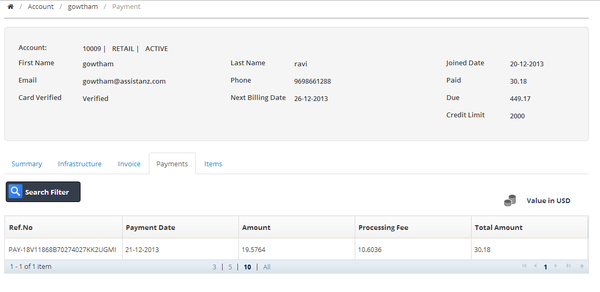 / Account / gowtham / Payment
Account: 10009 | RETAIL | ACTIVE
First Name gowtham Last Name ravi Joined Date 20-12-2013
Email gowtham@assistanz.com Phone 9698661288 Paid 30.18
Card Verified Verified Next Billing Date 26-12-2013 Due 449.17
Credit Limit 2000
Summary Infrastructure Invoice Payments Items
Search Filter
Value in USD
Ref.No Payment Date Amount Processing Fee Total Amount
PAY-18V11868B70274027KK2UGMI 21-12-2013 19.5764 10.6036 30.18
1 - 1 of 1 item 3 | 5 | 10 | All 1